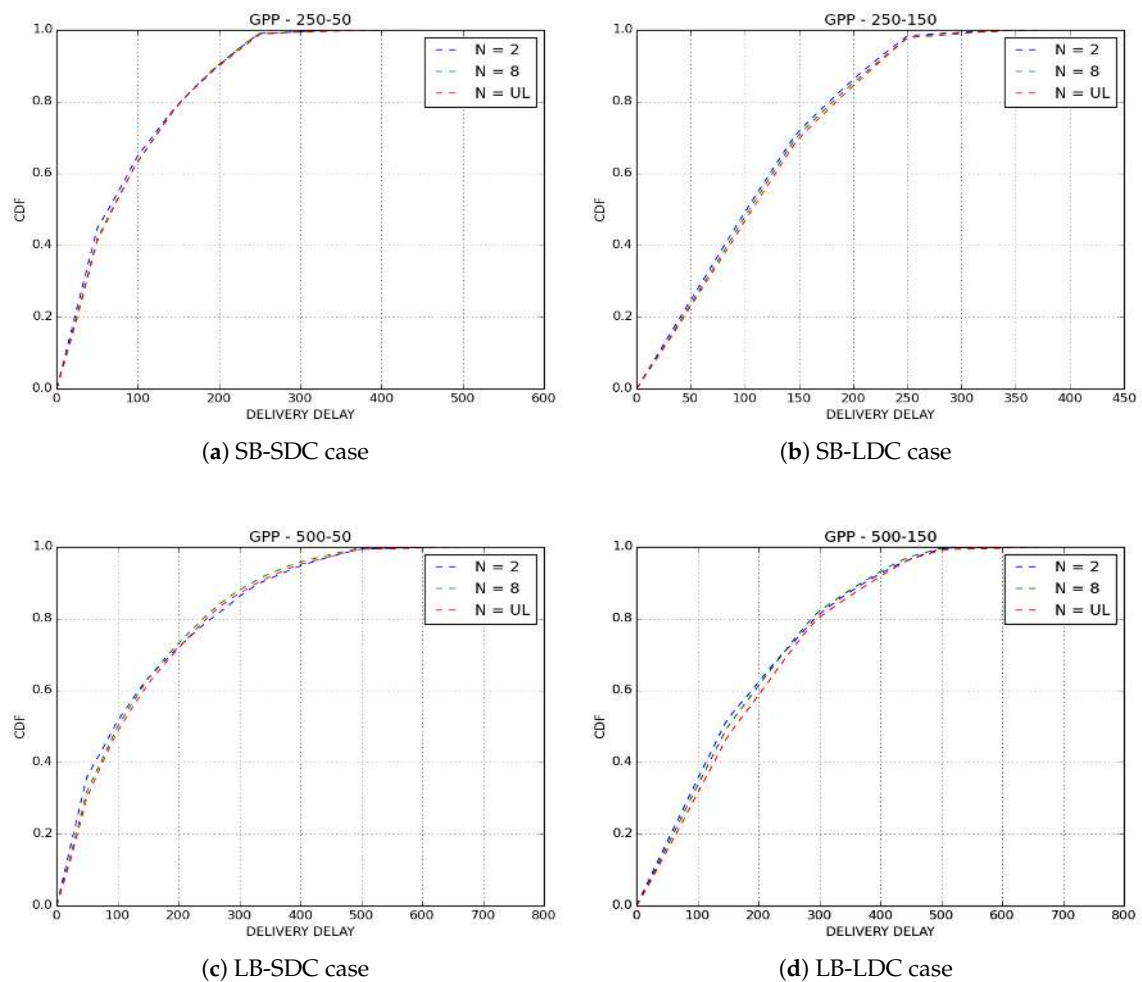 GPP - 250-50
1.0
0.8
0.6
0.4
0.2
0.0
CDF
N = 2
N = 8
N = UL
0 100 200 300 400 500 600
DELIVERY DELAY
(a) SB-SDC case
GPP - 250-150
1.0
0.8
0.6
0.4
0.2
0.0
CDF
N = 2
N = 8
N = UL
0 50 100 150 200 250 300 350 400 450
DELIVERY DELAY
(b) SB-LDC case
GPP - 500-50
1.0
0.8
0.6
0.4
0.2
0.0
CDF
N = 2
N = 8
N = UL
0 100 200 300 400 500 600 700 800
DELIVERY DELAY
(c) LB-SDC case
GPP - 500-150
1.0
0.8
0.6
0.4
0.2
0.0
CDF
N = 2
N = 8
N = UL
0 100 200 300 400 500 600 700 800
DELIVERY DELAY
(d) LB-LDC case